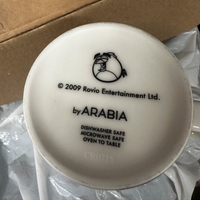 © 2009 Rovio Entertainment Ltd.
by ARABIA
DISHWASHER SAFE
MICROWAVE SAFE
OVEN TO TABLE